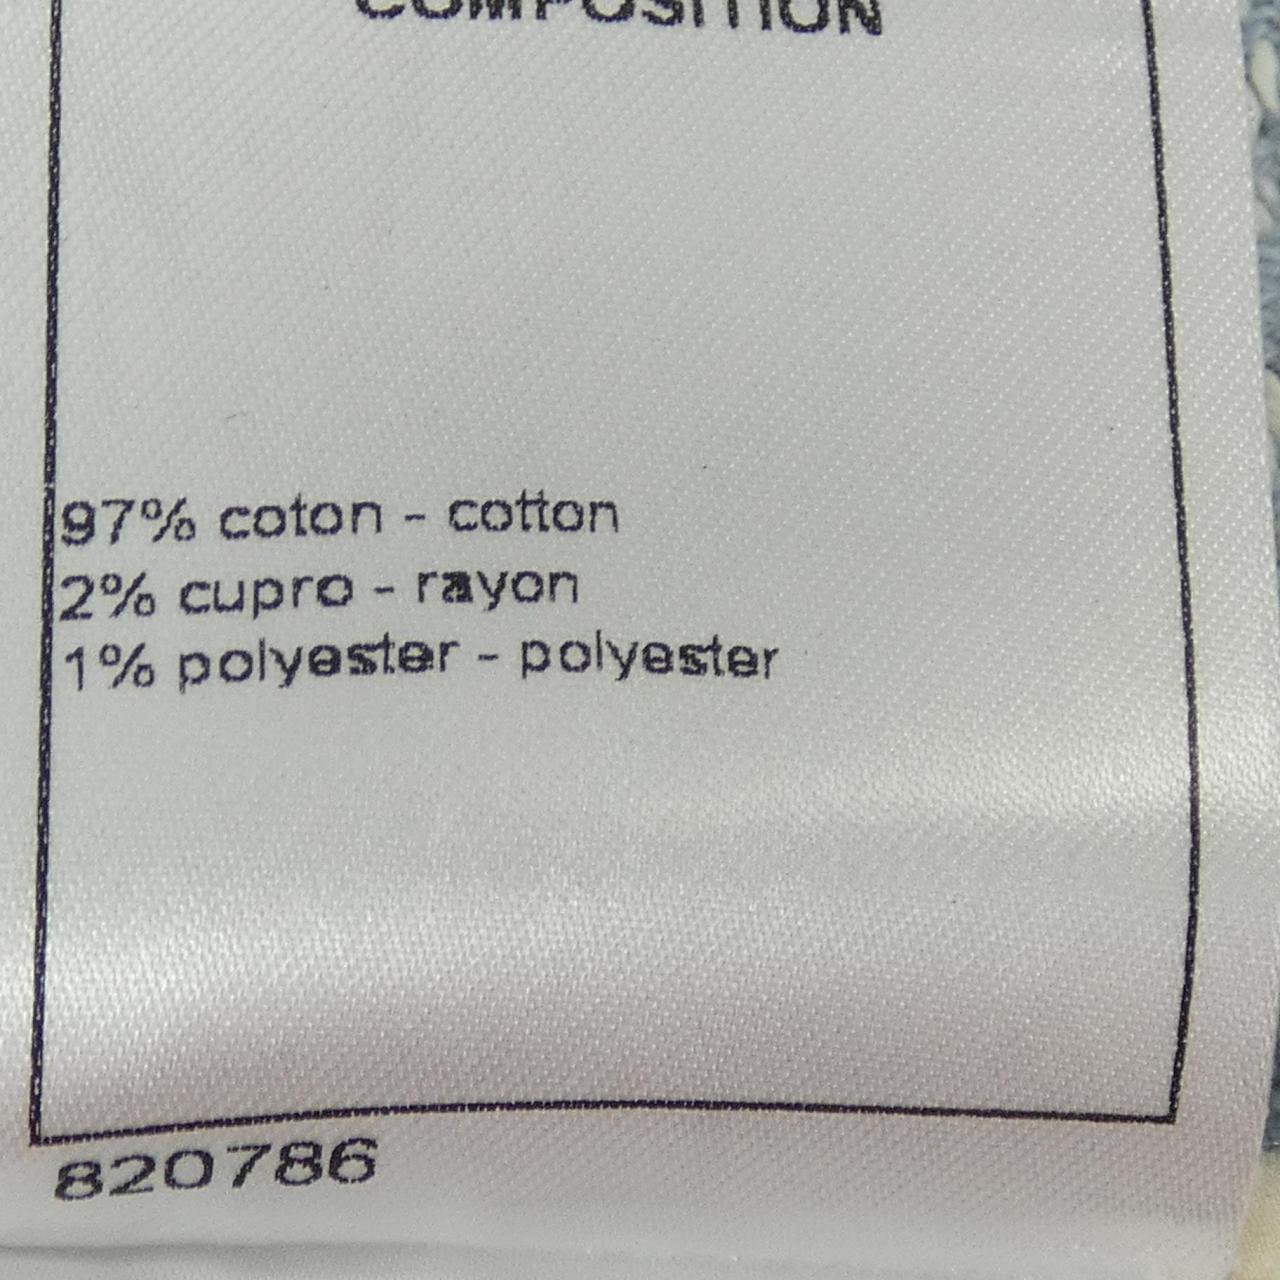 COMPOSITION
97% coton - cotton
2% cupro - rayon
1% polyester - polyester
820786